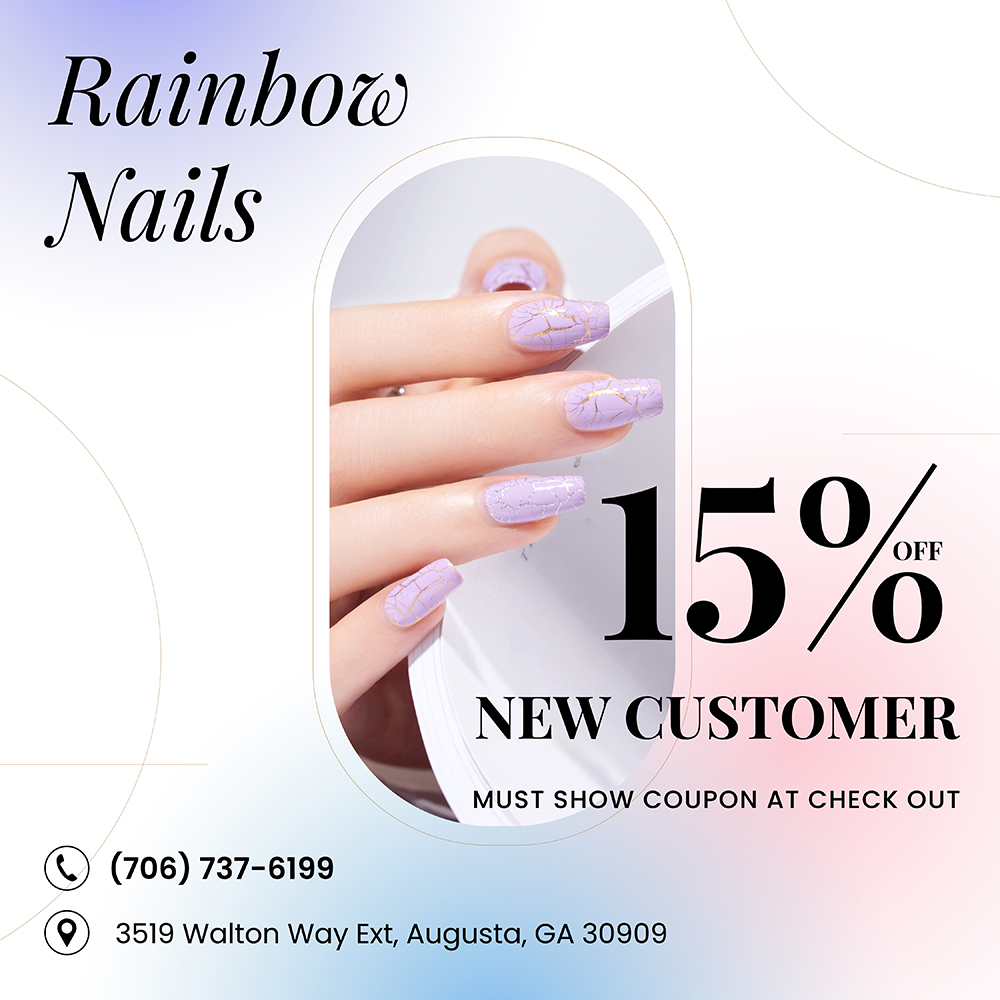 Rainbow
Nails
15%
OFF
NEW CUSTOMER
MUST SHOW COUPON AT CHECK OUT
(706) 737-6199
3519 Walton Way Ext, Augusta, GA 30909